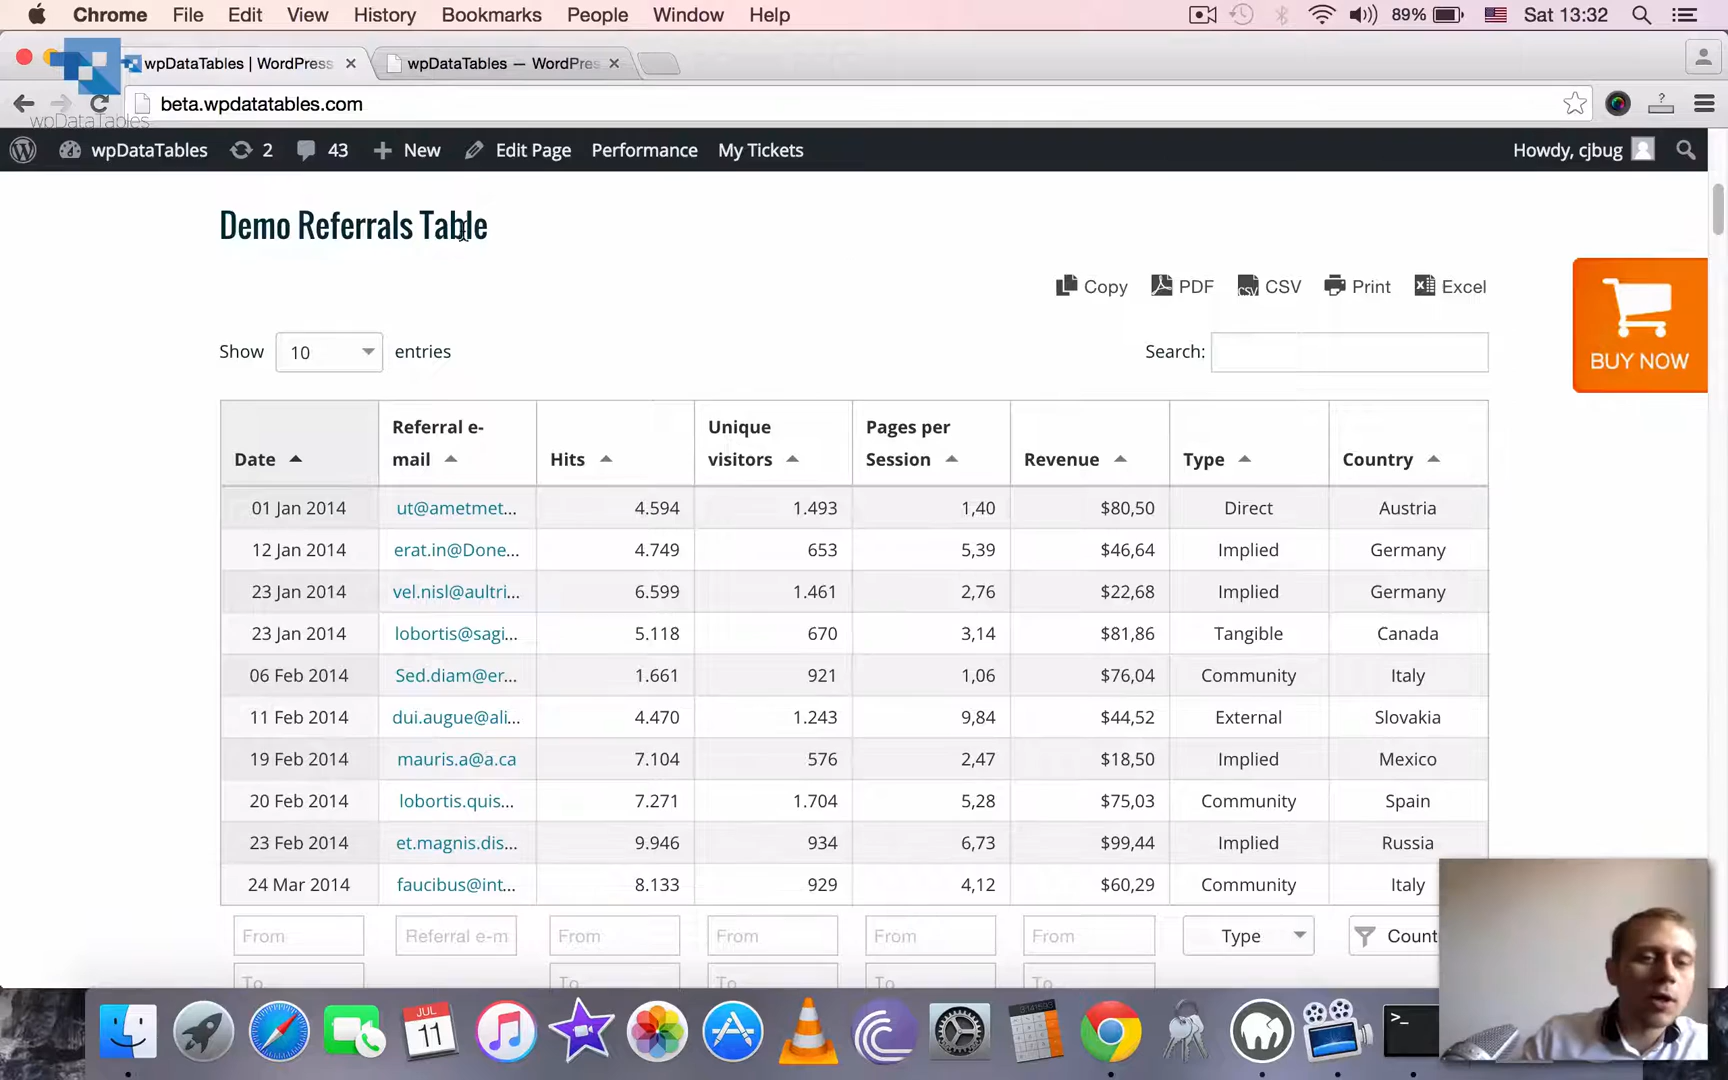 Chrome File Edit View History Bookmarks People Window Help 89% Sat 13:32
wpDataTables | WordPress wpDataTables — WordPres
beta.wpdatatables.com
wpDataTables
wpDataTables 2 43 New Edit Page Performance My Tickets Howdy, cjbug
Demo Referrals Table
Copy PDF CSV Print Excel
Show 10 entries Search:
BUY NOW
Date Referral e-mail Hits Unique visitors Pages per Session Revenue Type Country
01 Jan 2014 ut@ametmet... 4.594 1.493 1,40 $80,50 Direct Austria
12 Jan 2014 erat.in@Done... 4.749 653 5,39 $46,64 Implied Germany
23 Jan 2014 vel.nisl@aultri... 6.599 1.461 2,76 $22,68 Implied Germany
23 Jan 2014 lobortis@sagi... 5.118 670 3,14 $81,86 Tangible Canada
06 Feb 2014 Sed.diam@er... 1.661 921 1,06 $76,04 Community Italy
11 Feb 2014 dui.augue@ali... 4.470 1.243 9,84 $44,52 External Slovakia
19 Feb 2014 mauris.a@a.ca 7.104 576 2,47 $18,50 Implied Mexico
20 Feb 2014 lobortis.quis... 7.271 1.704 5,28 $75,03 Community Spain
23 Feb 2014 et.magnis.dis... 9.946 934 6,73 $99,44 Implied Russia
24 Mar 2014 faucibus@int... 8.133 929 4,12 $60,29 Community Italy
From Referral e-m From From From From Type Count
To To To To To
JUL
11